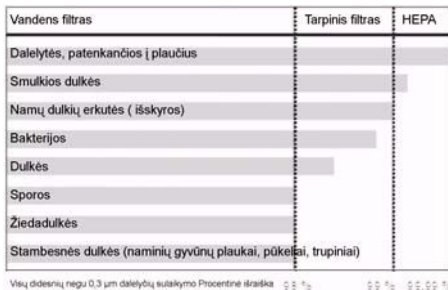 Vandens filtras Tarpinis filtras HEPA
Dalelytės, patenkančios į plaučius
Smulkios dulkės
Namų dulkių erkutės ( išskyros)
Bakterijos
Dulkės
Sporos
Žiedadulkės
Stambesnės dulkės (naminių gyvūnų plaukai, pūkeliai, trupiniai)
Visų didesnių negu 0,3 µm dalelyčių sulaikymo Procentinė išraiška